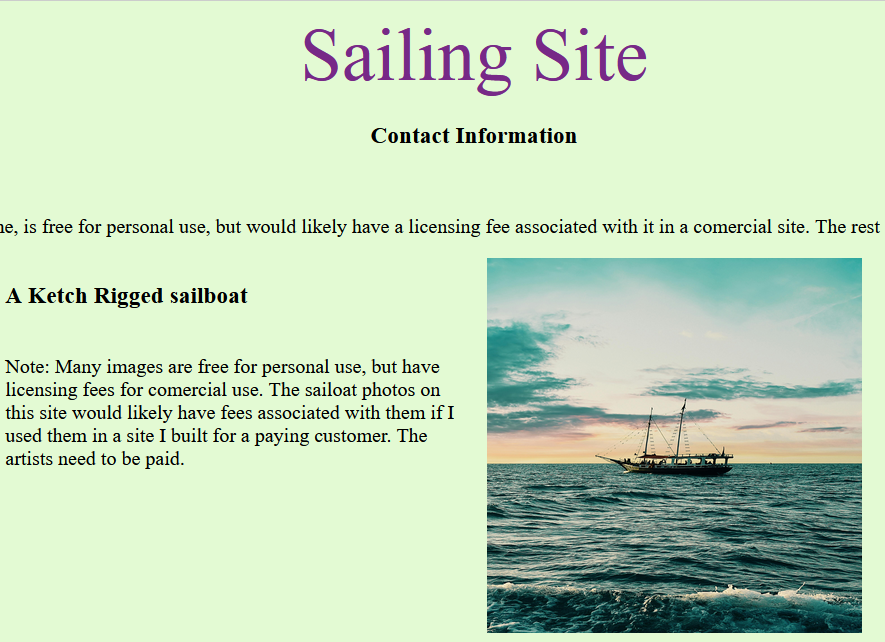 Sailing Site
Contact Information
ne, is free for personal use, but would likely have a licensing fee associated with it in a comercial site. The rest
A Ketch Rigged sailboat
Note: Many images are free for personal use, but have
licensing fees for comercial use. The sailoat photos on
this site would likely have fees associated with them if I
used them in a site I built for a paying customer. The
artists need to be paid.